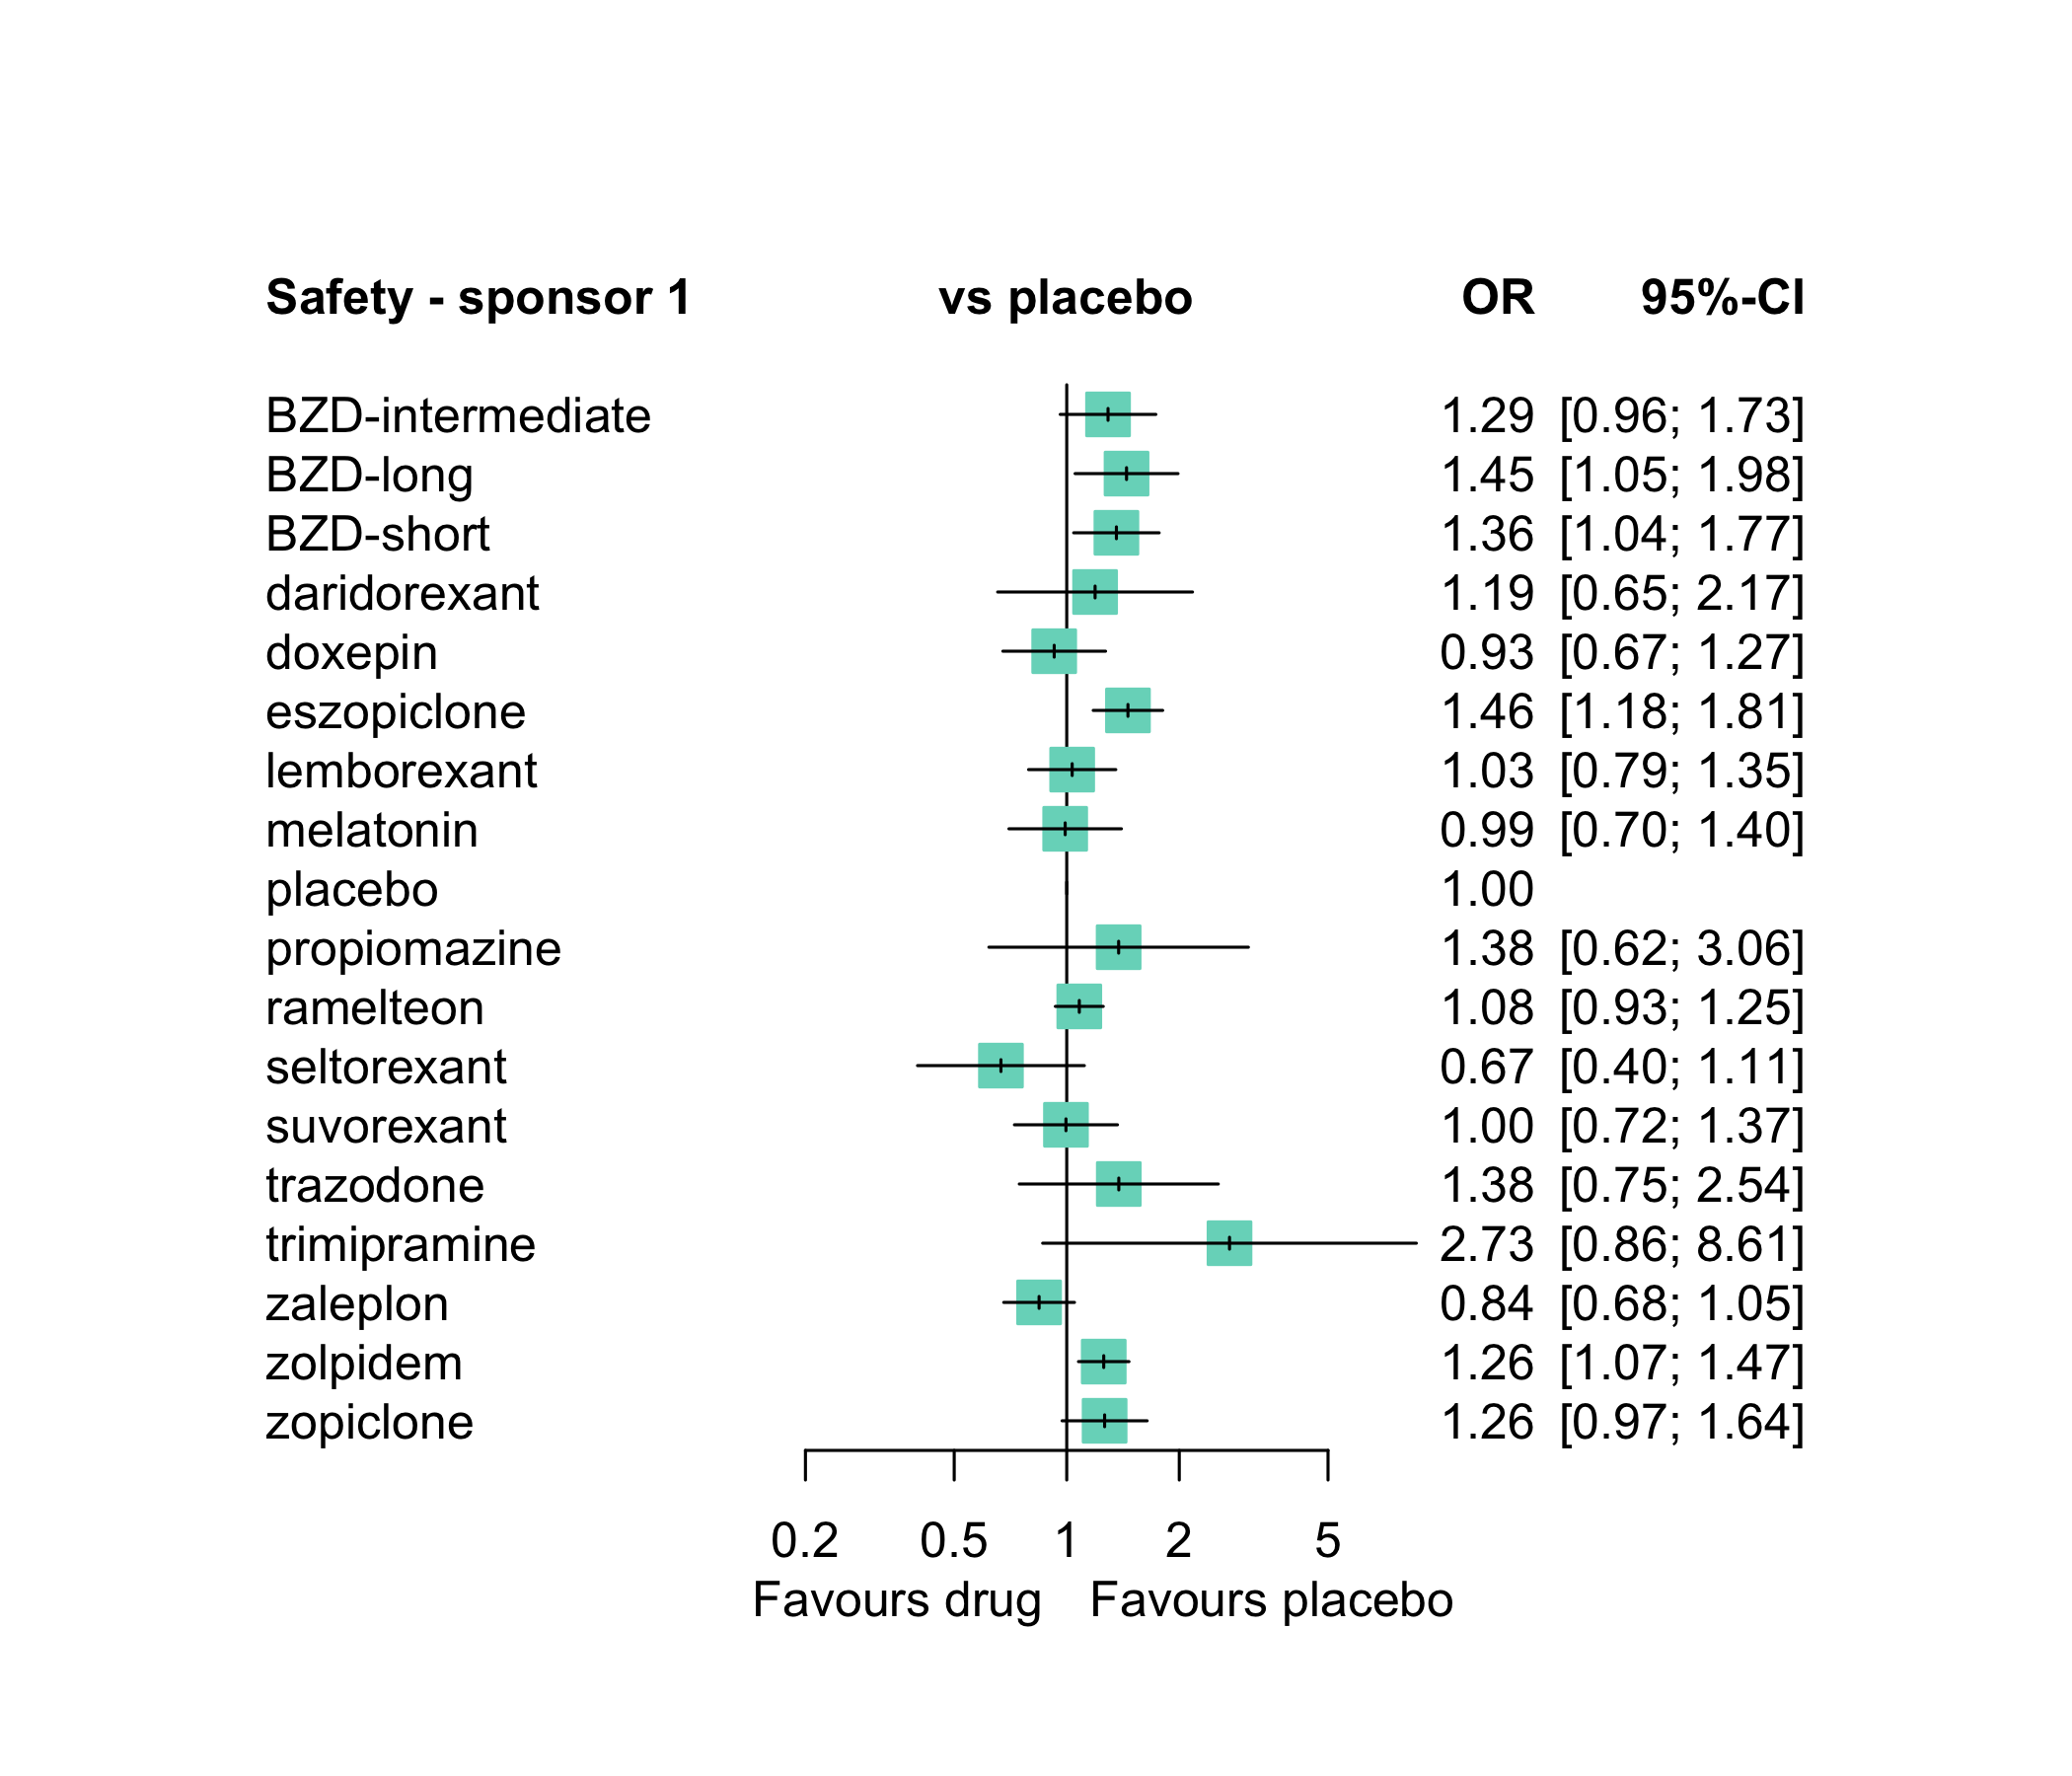 Safety - sponsor 1 vs placebo OR 95%-CI
BZD-intermediate 1.29 [0.96; 1.73]
BZD-long 1.45 [1.05; 1.98]
BZD-short 1.36 [1.04; 1.77]
daridorexant 1.19 [0.65; 2.17]
doxepin 0.93 [0.67; 1.27]
eszopiclone 1.46 [1.18; 1.81]
lemborexant 1.03 [0.79; 1.35]
melatonin 0.99 [0.70; 1.40]
placebo 1.00
propiomazine 1.38 [0.62; 3.06]
ramelteon 1.08 [0.93; 1.25]
seltorexant 0.67 [0.40; 1.11]
suvorexant 1.00 [0.72; 1.37]
trazodone 1.38 [0.75; 2.54]
trimipramine 2.73 [0.86; 8.61]
zaleplon 0.84 [0.68; 1.05]
zolpidem 1.26 [1.07; 1.47]
zopiclone 1.26 [0.97; 1.64]
0.2 0.5 1 2 5
Favours drug Favours placebo